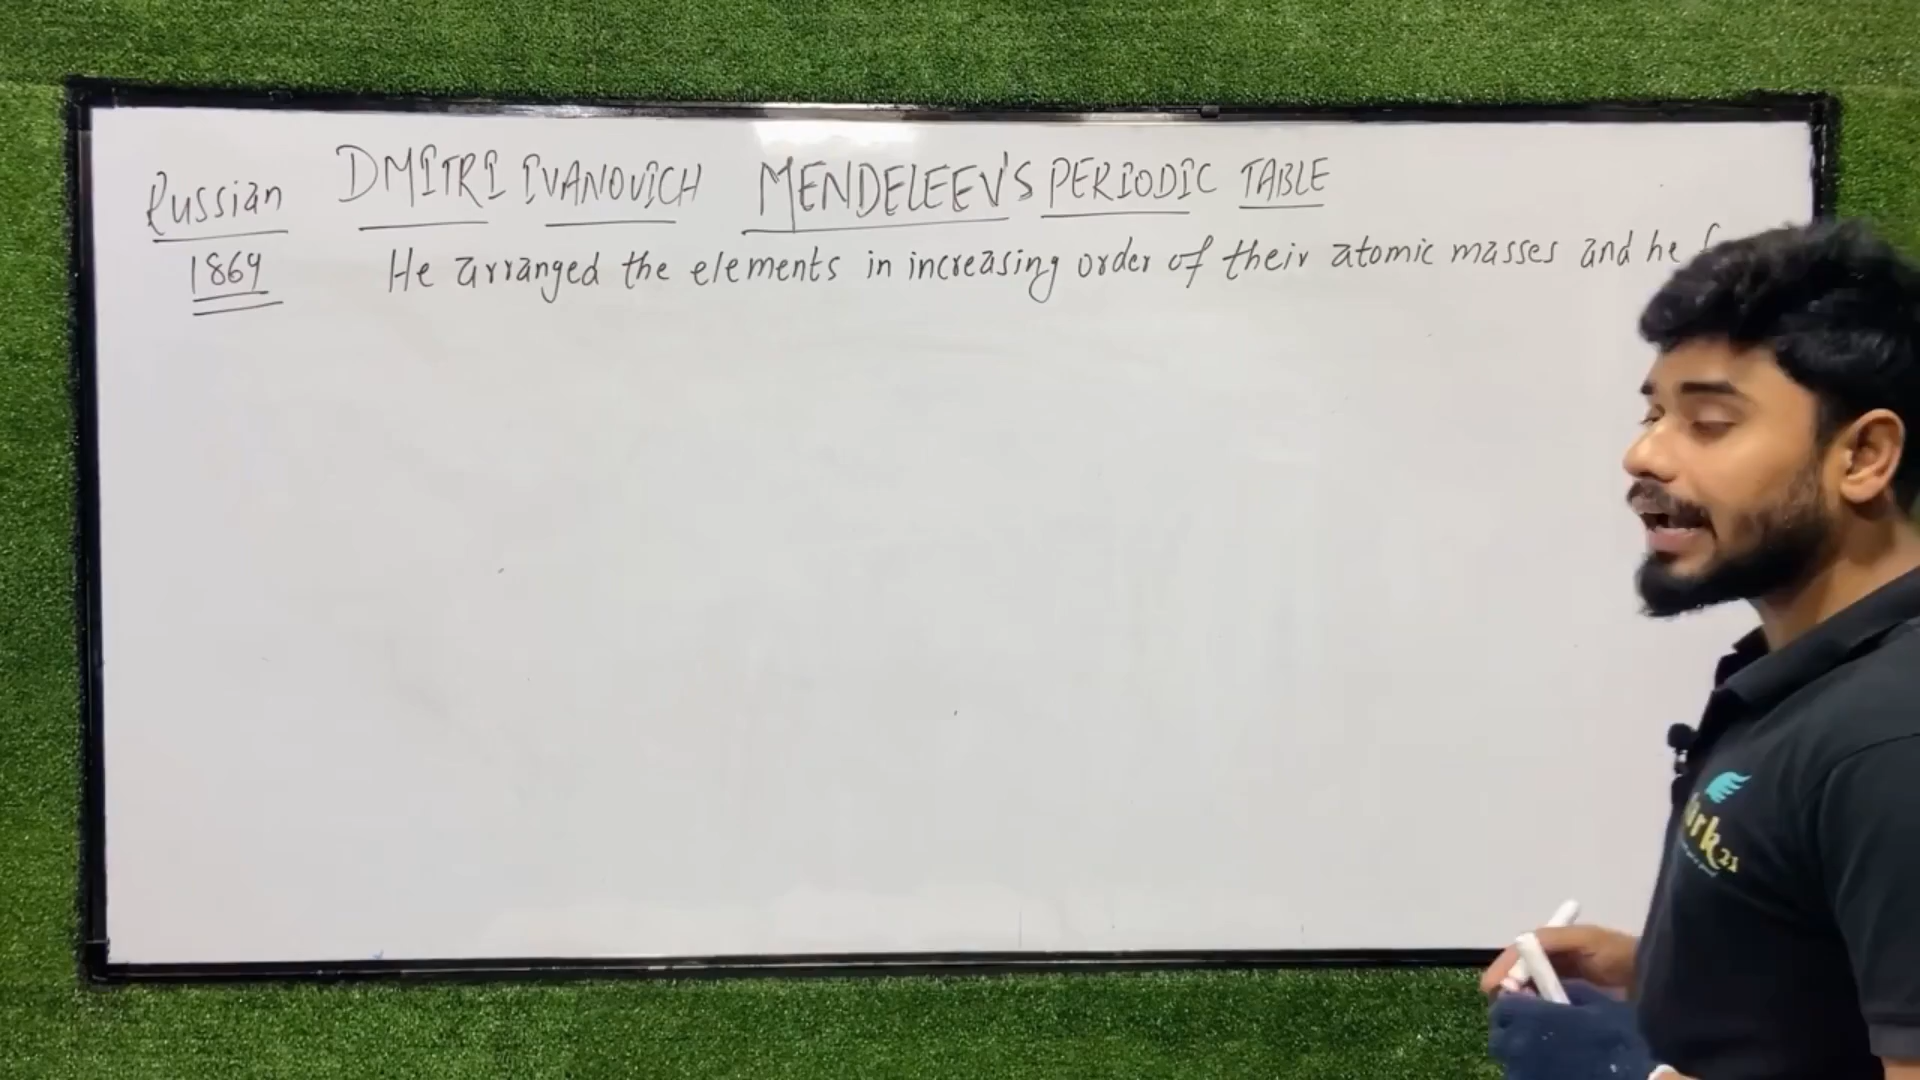 Russian DMITRI IVANOVICH MENDELEEV'S PERIODIC TABLE
1869 He arranged the elements in increasing order of their atomic masses and he